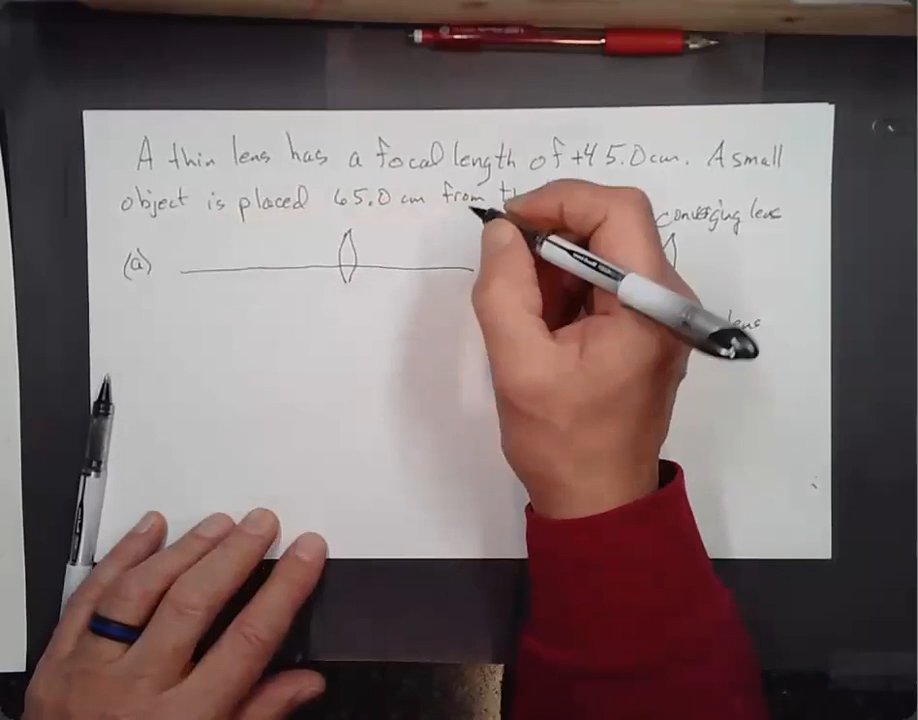 A thin lens has a focal length of +45.0 cm. A small
object is placed 65.0 cm from
converging lens
(a)
lens